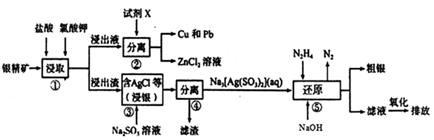 盐酸 氯酸钾
试剂 X
浸出液
分离
②
Cu 和 Pb
ZnCl₂ 溶液
银精矿
浸取
①
浸出渣
含AgCl 等
(浸银)
③
Na₂SO₃ 溶液
分离
④
滤渣
Na₃[Ag(SO₃)₂](aq)
N₂H₄
N₂
还原
⑤
NaOH
粗银
滤液
氧化
排放